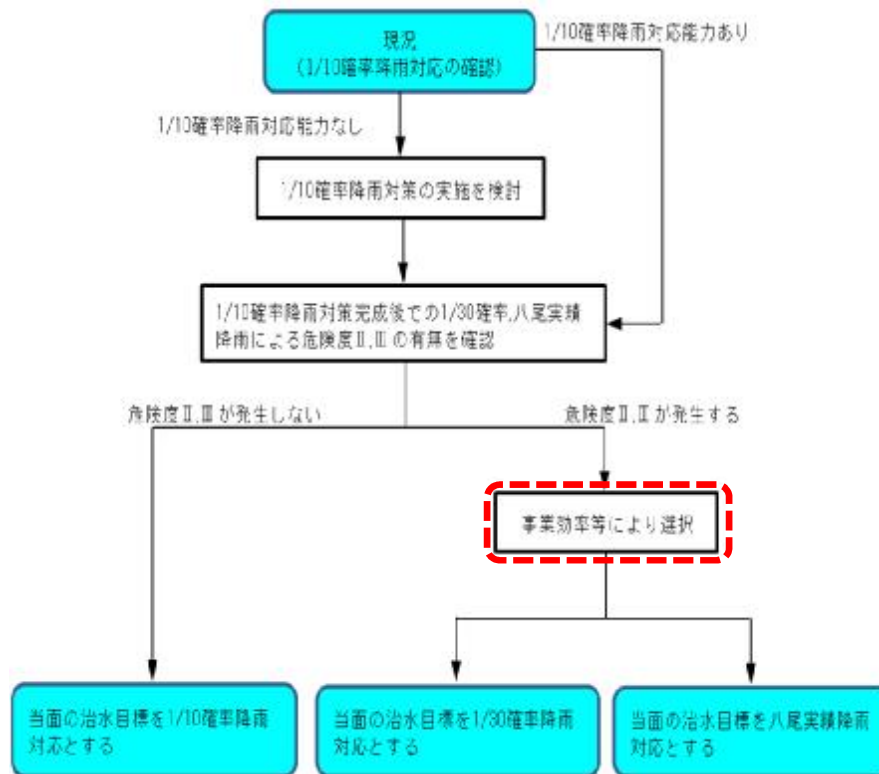 現況
(1/10確率降雨対応の確認)
1/10確率降雨対応能力あり
1/10確率降雨対応能力なし
1/10確率降雨対策の実施を検討
1/10確率降雨対策完成後での1/30確率,八尾実績
降雨による危険度Ⅱ,Ⅲの有無を確認
危険度Ⅱ,Ⅲが発生しない
危険度Ⅱ,Ⅱが発生する
事業効率等により選択
当面の治水目標を1/10確率降雨
対応とする
当面の治水目標を1/30確率降雨
対応とする
当面の治水目標を八尾実績降雨
対応とする